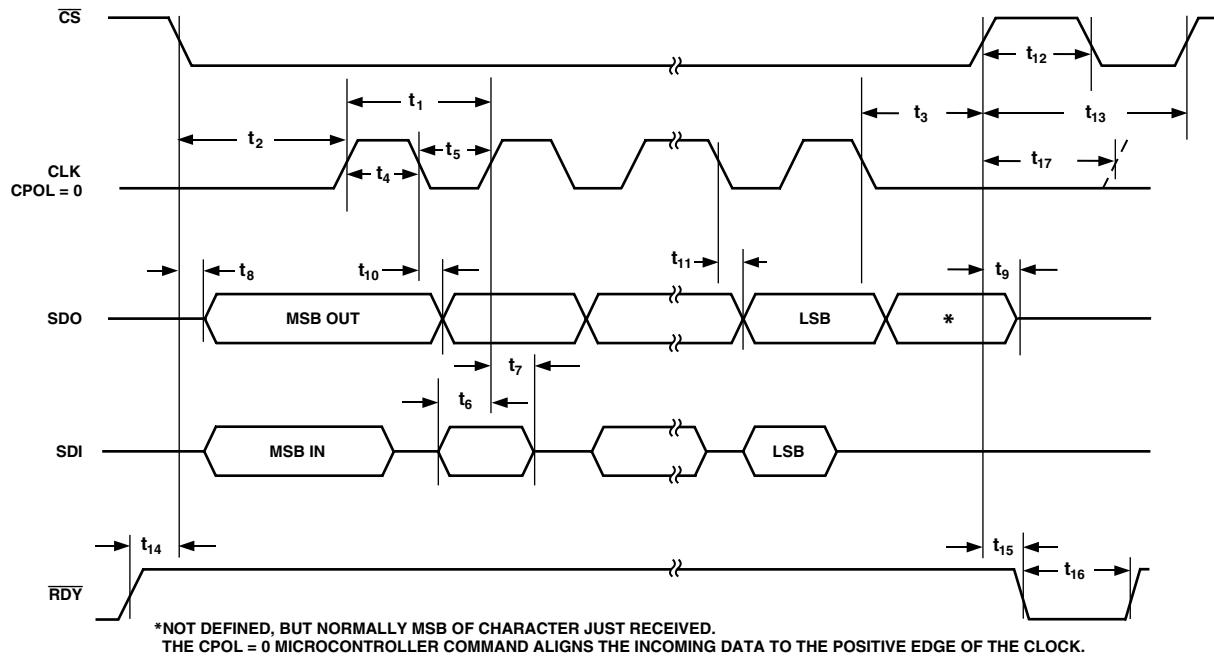 CS
t12
t1
t3
t13
t2
t5
t17
CLK
CPOL = 0
t4
t8
t10
t11
t9
SDO
MSB OUT
LSB
*
t7
t6
SDI
MSB IN
LSB
t14
t15
t16
RDY
*NOT DEFINED, BUT NORMALLY MSB OF CHARACTER JUST RECEIVED.
THE CPOL = 0 MICROCONTROLLER COMMAND ALIGNS THE INCOMING DATA TO THE POSITIVE EDGE OF THE CLOCK.